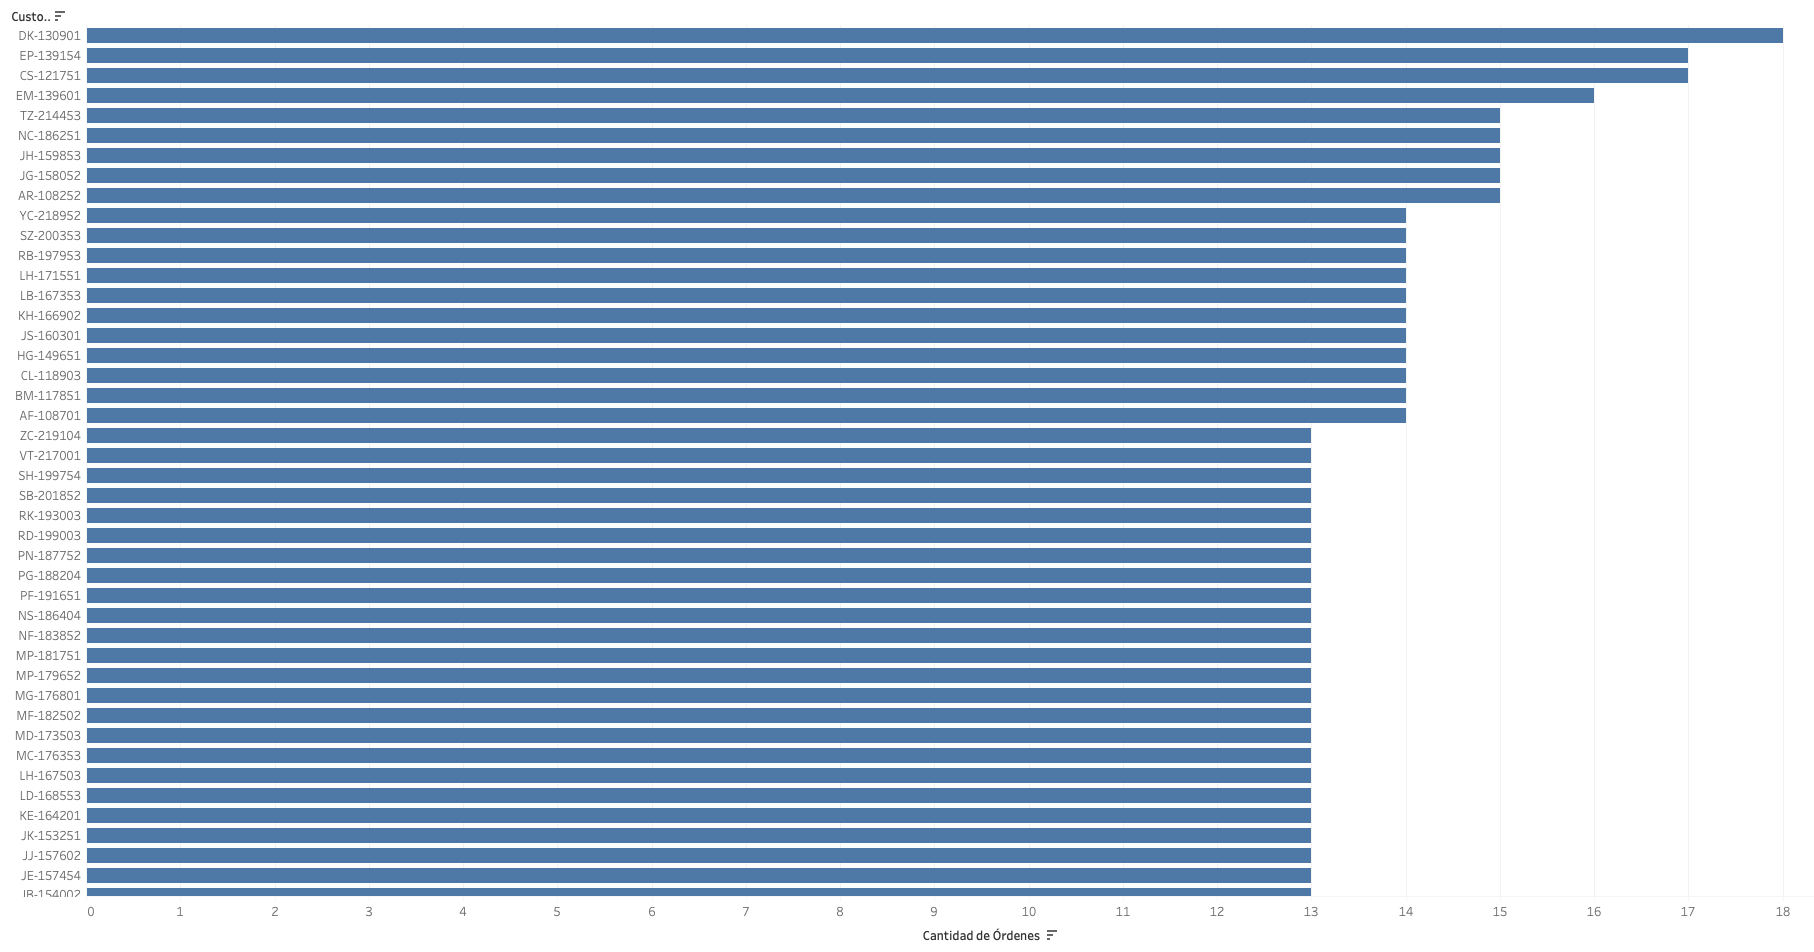 Custo..
DK-130901
EP-139154
CS-121751
EM-139601
TZ-214453
NC-186251
JH-159853
JG-158052
AR-108252
YC-218952
SZ-200353
RB-197953
LH-171551
LB-167353
KH-166902
JS-160301
HG-149651
CL-118903
BM-117851
AF-108701
ZC-219104
VT-217001
SH-199754
SB-201852
RK-193003
RD-199003
PN-187752
PG-188204
PF-191651
NS-186404
NF-183852
MP-181751
MP-179652
MG-176801
MF-182502
MD-173503
MC-176353
LH-167503
LD-168553
KE-164201
JK-153251
JJ-157602
JE-157454
JB-154002
0 1 2 3 4 5 6 7 8 9 10 11 12 13 14 15 16 17 18
Cantidad de Órdenes